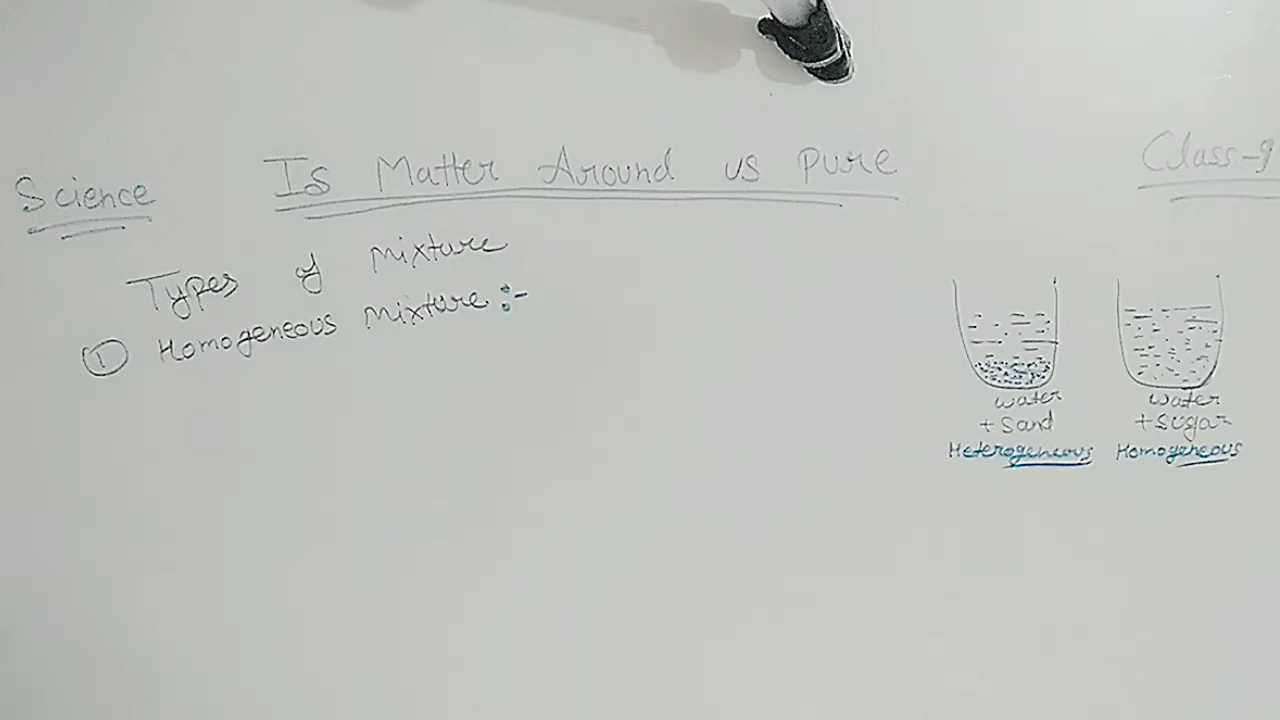 Science
Is Matter Around us Pure
Class-9
Types of mixture
① Homogeneous mixture :-
water
+ Sand
Heterogeneous
water
+ Sugar
Homogeneous